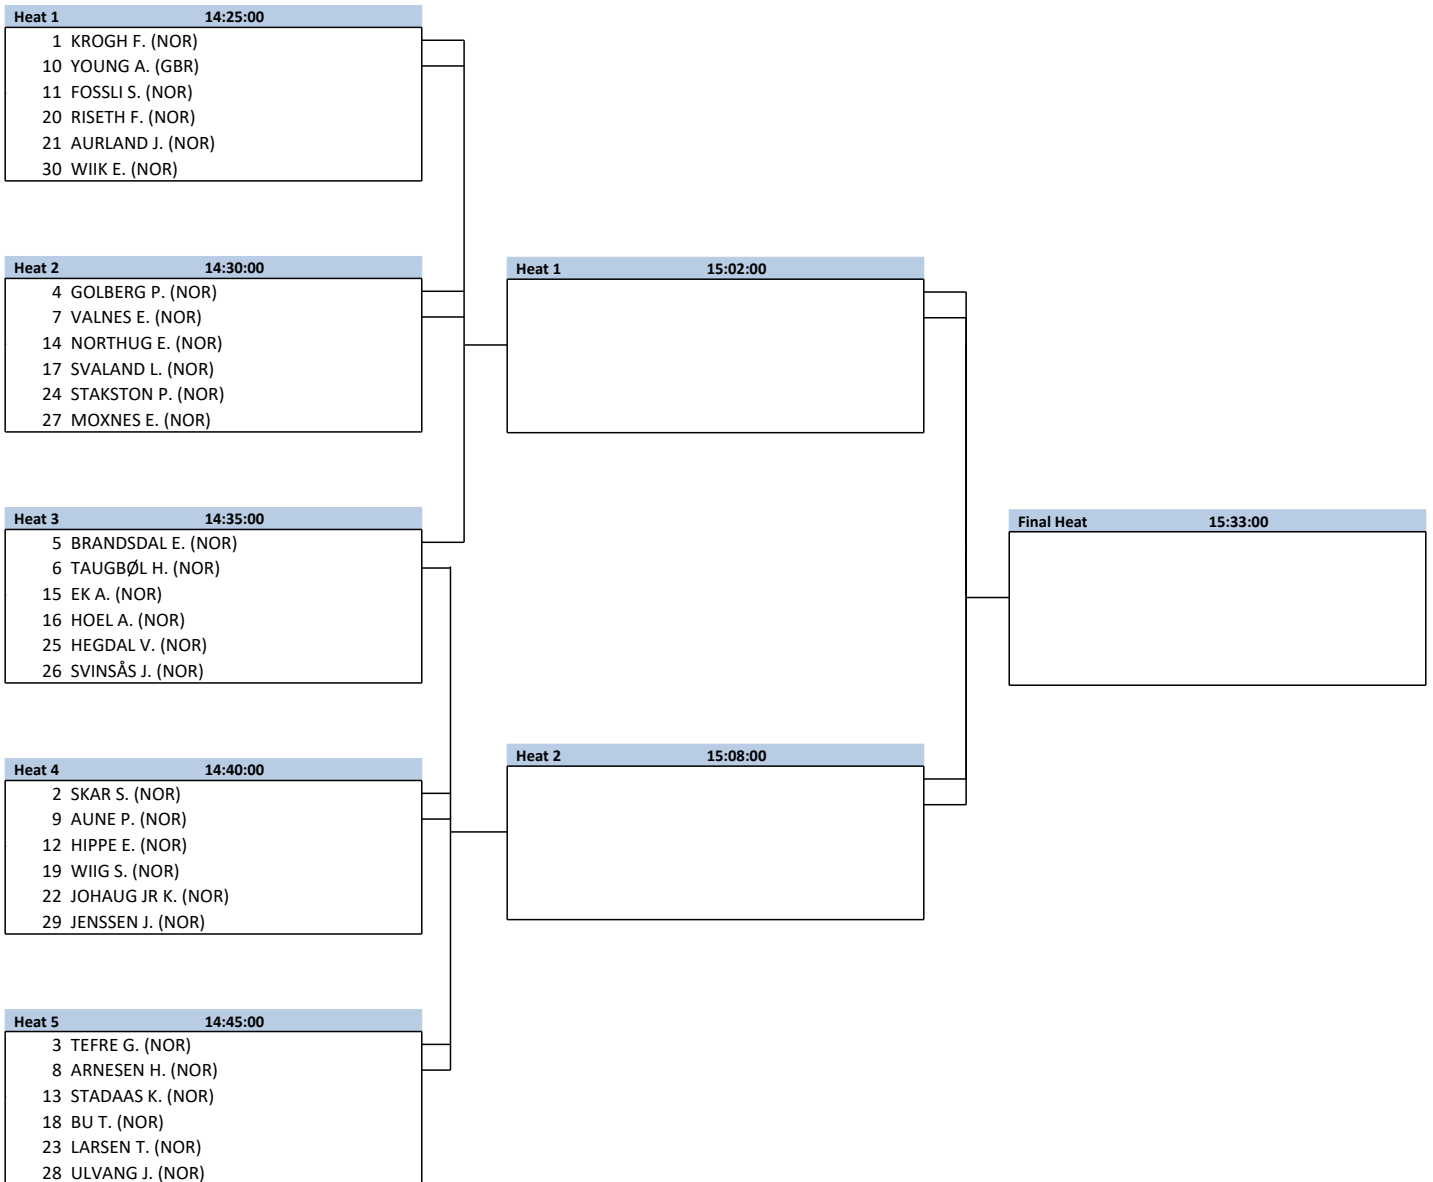 Heat 1 14:25:00
1 KROGH F. (NOR)
10 YOUNG A. (GBR)
11 FOSSLI S. (NOR)
20 RISETH F. (NOR)
21 AURLAND J. (NOR)
30 WIIK E. (NOR)
Heat 2 14:30:00
4 GOLBERG P. (NOR)
7 VALNES E. (NOR)
14 NORTHUG E. (NOR)
17 SVALAND L. (NOR)
24 STAKSTON P. (NOR)
27 MOXNES E. (NOR)
Heat 3 14:35:00
5 BRANDSDAL E. (NOR)
6 TAUGBØL H. (NOR)
15 EK A. (NOR)
16 HOEL A. (NOR)
25 HEGDAL V. (NOR)
26 SVINSÅS J. (NOR)
Heat 4 14:40:00
2 SKAR S. (NOR)
9 AUNE P. (NOR)
12 HIPPE E. (NOR)
19 WIIG S. (NOR)
22 JOHAUG JR K. (NOR)
29 JENSSEN J. (NOR)
Heat 5 14:45:00
3 TEFRE G. (NOR)
8 ARNESEN H. (NOR)
13 STADAAS K. (NOR)
18 BU T. (NOR)
23 LARSEN T. (NOR)
28 ULVANG J. (NOR)
Heat 1 15:02:00
Heat 2 15:08:00
Final Heat 15:33:00